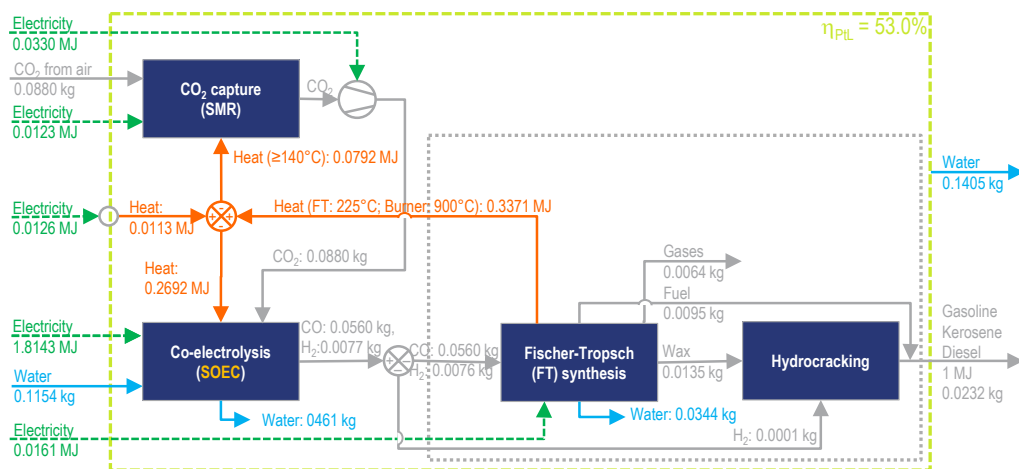 Electricity
0.0330 MJ
η_PtL = 53.0%
CO₂ from air
0.0880 kg
CO₂ capture
(SMR)
CO₂
Electricity
0.0123 MJ
Heat (≥140°C): 0.0792 MJ
Water
0.1405 kg
Electricity
0.0126 MJ
Heat:
0.0113 MJ
Heat (FT: 225°C; Burner: 900°C): 0.3371 MJ
Heat:
0.2692 MJ
CO₂: 0.0880 kg
Gases
0.0064 kg
Fuel
0.0095 kg
Electricity
1.8143 MJ
Co-electrolysis
(SOEC)
CO: 0.0560 kg,
H₂:0.0077 kg
CO: 0.0560 kg
H₂: 0.0076 kg
Fischer-Tropsch
(FT) synthesis
Wax
0.0135 kg
Hydrocracking
Gasoline
Kerosene
Diesel
1 MJ
0.0232 kg
Water
0.1154 kg
Water: 0461 kg
Water: 0.0344 kg
H₂: 0.0001 kg
Electricity
0.0161 MJ